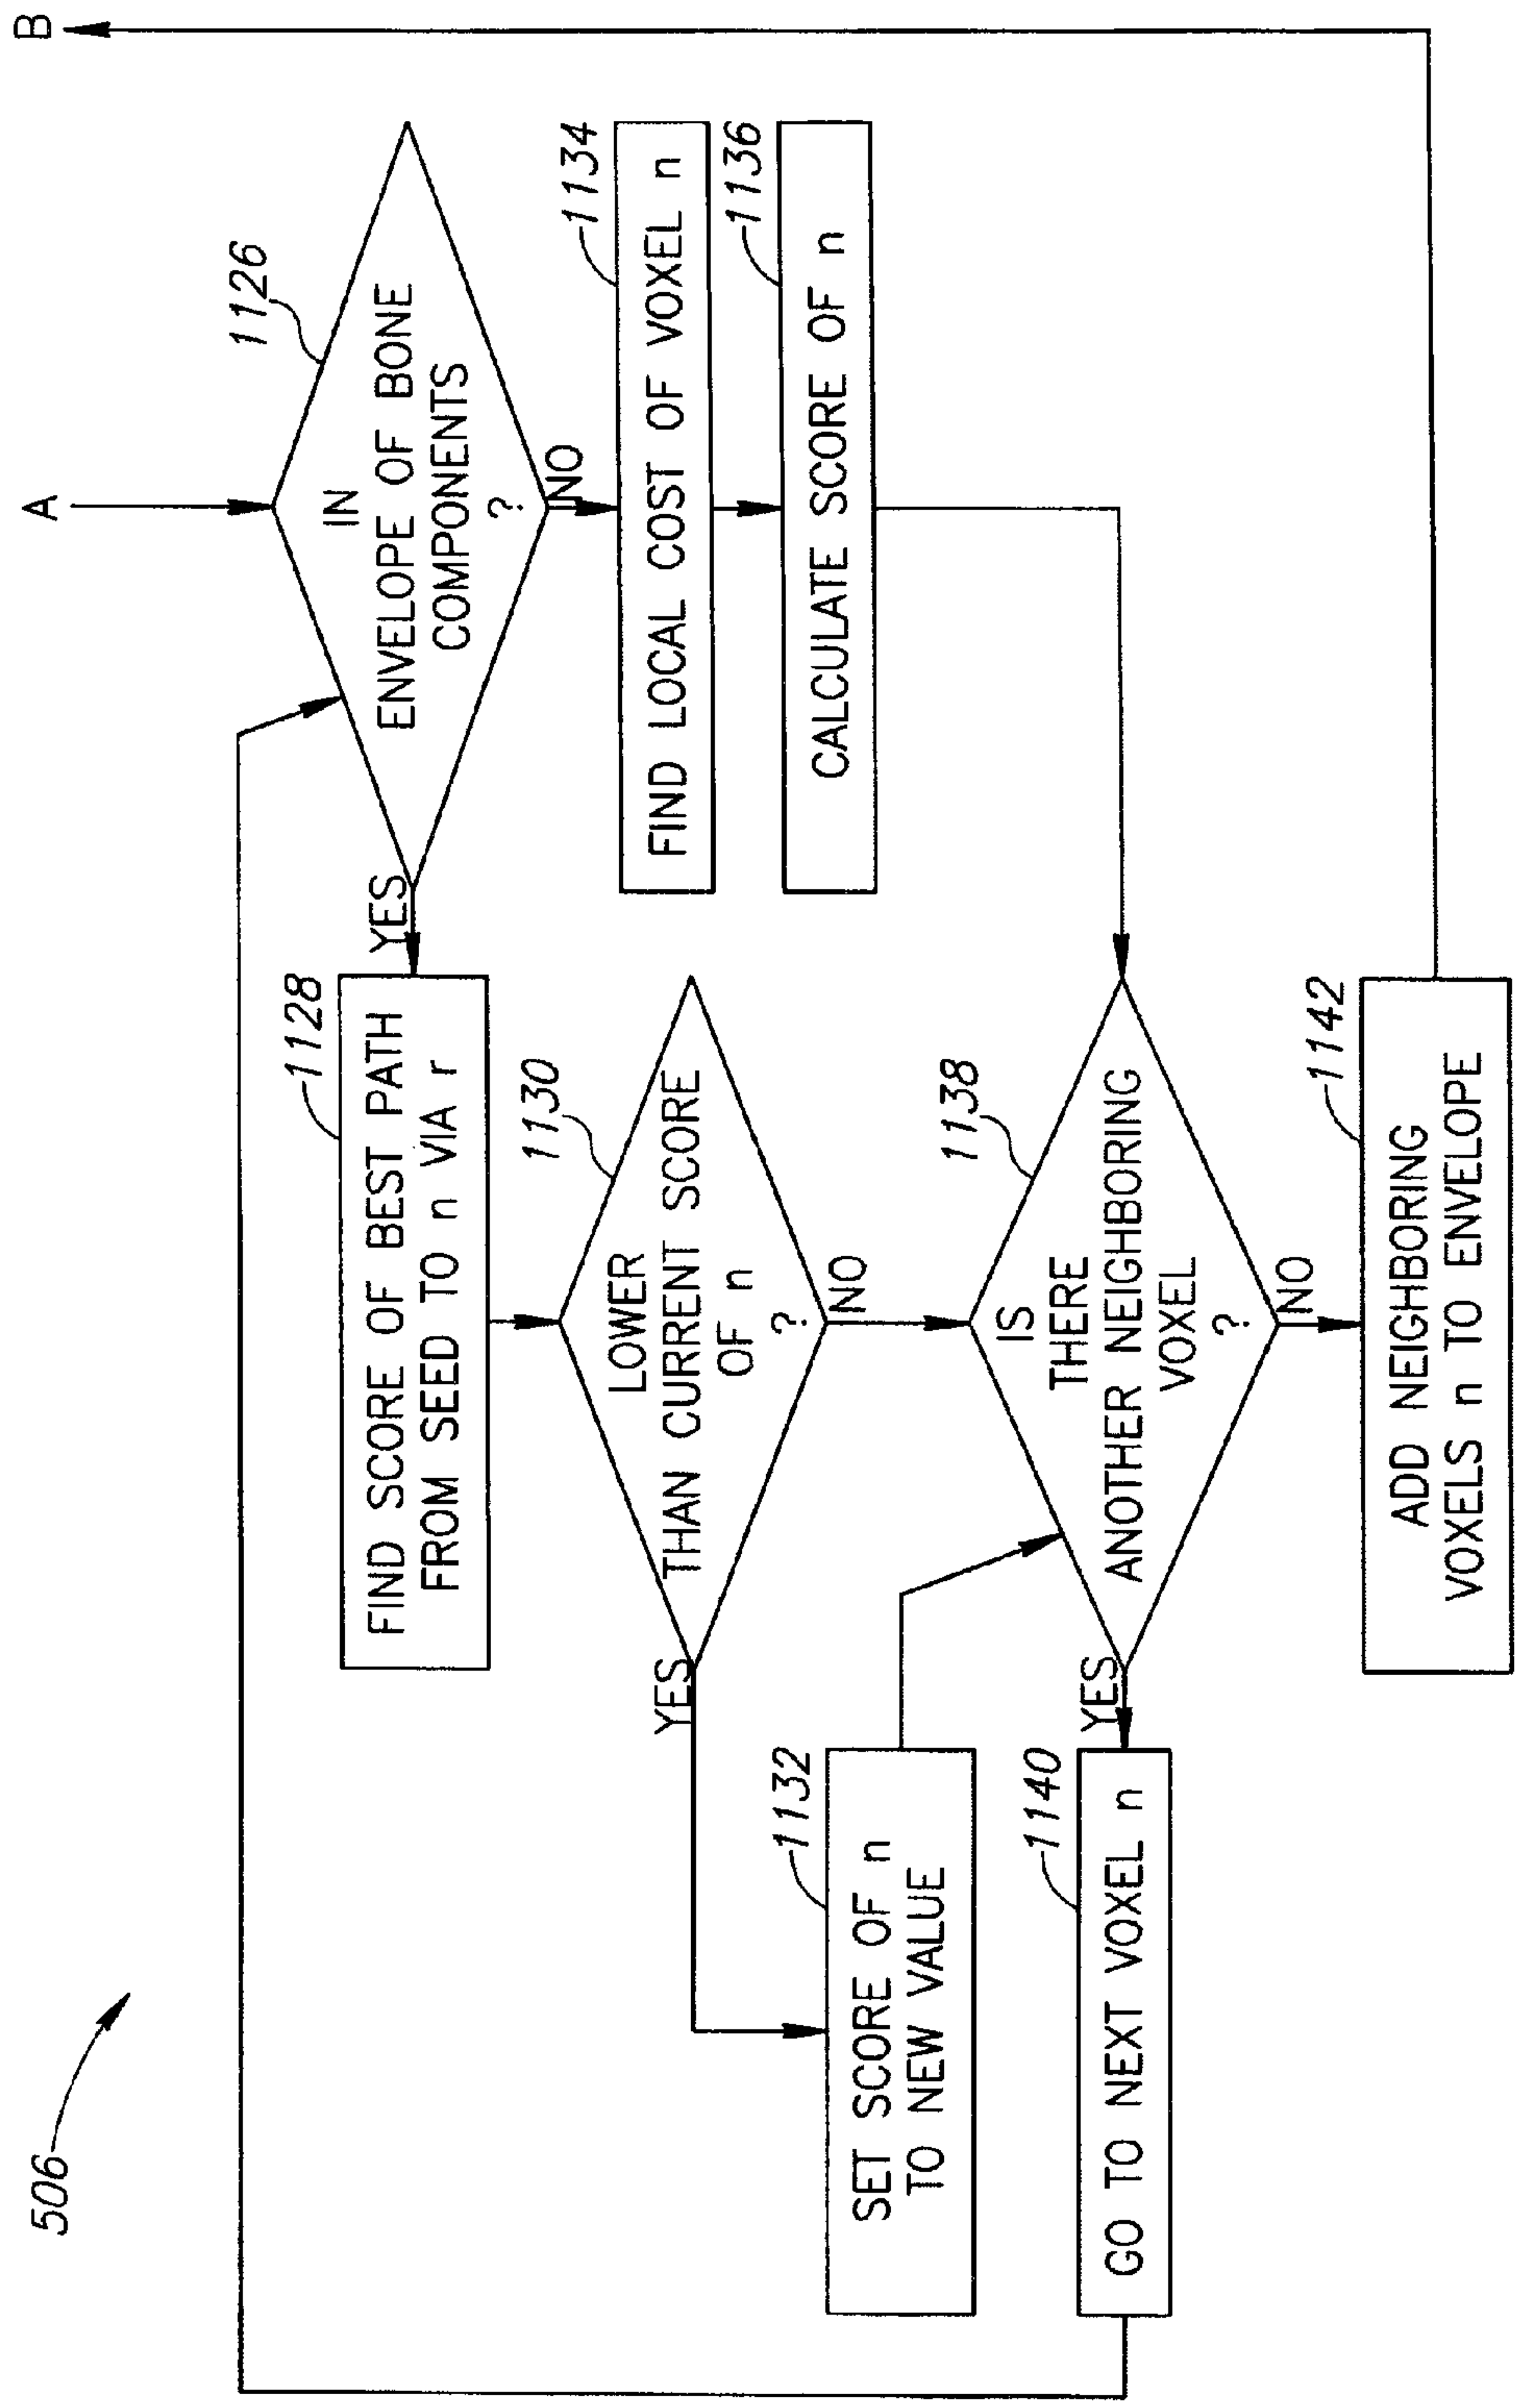 506
A
B
1126
IN
ENVELOPE OF BONE
COMPONENTS
?
YES
NO
1128
FIND SCORE OF BEST PATH
FROM SEED TO n VIA r
1134
FIND LOCAL COST OF VOXEL n
1130
LOWER
THAN CURRENT SCORE
OF n
?
YES
NO
1136
CALCULATE SCORE OF n
1132
SET SCORE OF n
TO NEW VALUE
1138
IS
THERE
ANOTHER NEIGHBORING
VOXEL
?
YES
NO
1140
GO TO NEXT VOXEL n
1142
ADD NEIGHBORING
VOXELS n TO ENVELOPE